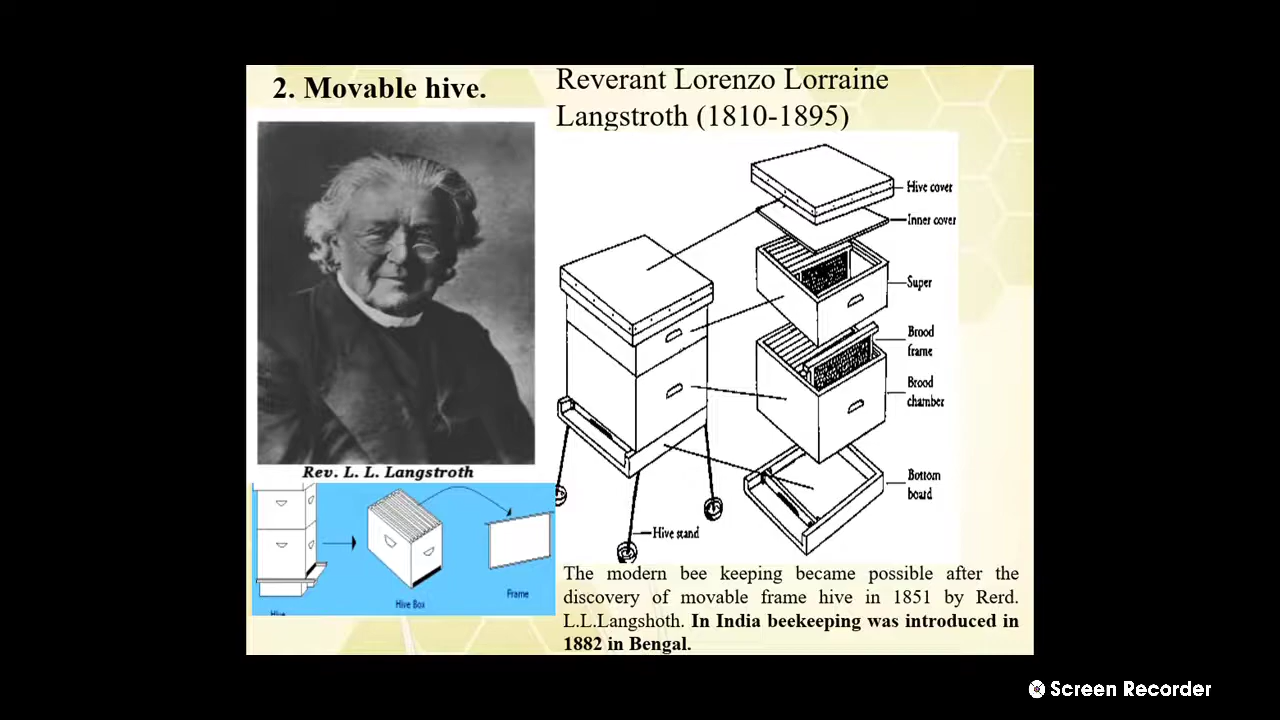 2. Movable hive.
Reverant Lorenzo Lorraine
Langstroth (1810-1895)
Hive cover
Inner cover
Super
Brood
frame
Brood
chamber
Bottom
board
Hive stand
Rev. L. L. Langstroth
Hive
Hive Box
Frame
The modern bee keeping became possible after the
discovery of movable frame hive in 1851 by Rerd.
L.L.Langshoth. In India beekeeping was introduced in
1882 in Bengal.
Screen Recorder